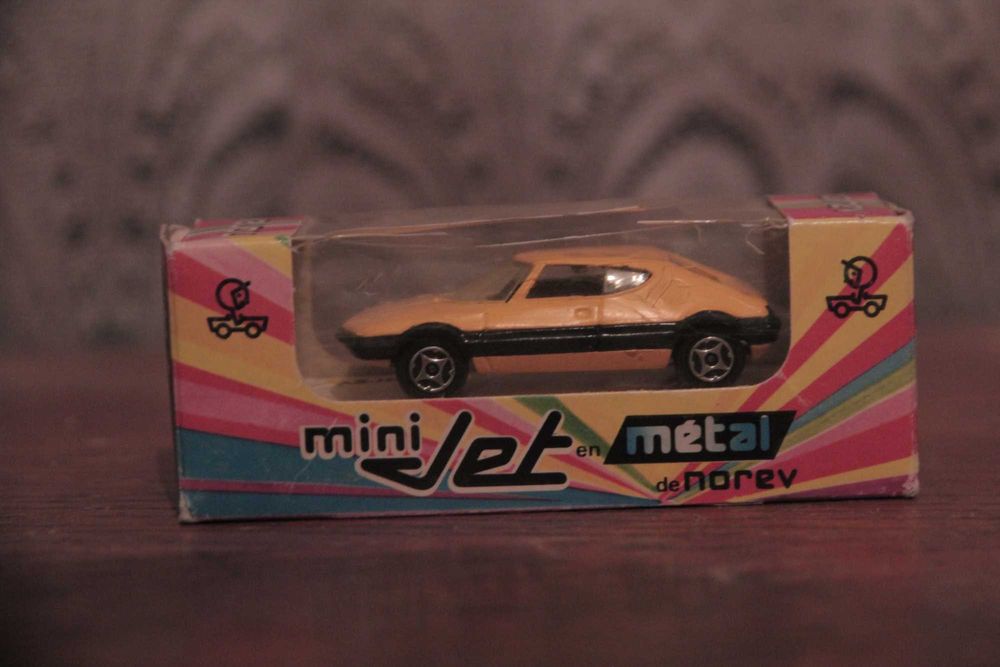 mini Jet en métal
de norev